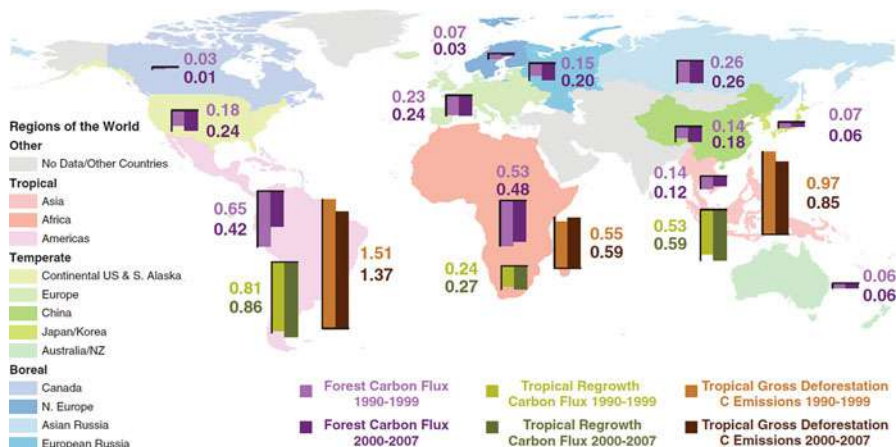 0.07
0.03
0.03
0.01
0.15
0.20
0.26
0.26
0.18
0.24
0.23
0.24
0.14
0.18
0.07
0.06
Regions of the World
Other
No Data/Other Countries
Tropical
Asia
Africa
Americas
Temperate
Continental US & S. Alaska
Europe
China
Japan/Korea
Australia/NZ
Boreal
Canada
N. Europe
Asian Russia
European Russia
0.65
0.42
1.51
1.37
0.81
0.86
0.53
0.48
0.55
0.59
0.24
0.27
0.14
0.12
0.97
0.85
0.53
0.59
0.06
0.06
Forest Carbon Flux
1990-1999
Tropical Regrowth
Carbon Flux 1990-1999
Tropical Gross Deforestation
C Emissions 1990-1999
Forest Carbon Flux
2000-2007
Tropical Regrowth
Carbon Flux 2000-2007
Tropical Gross Deforestation
C Emissions 2000-2007